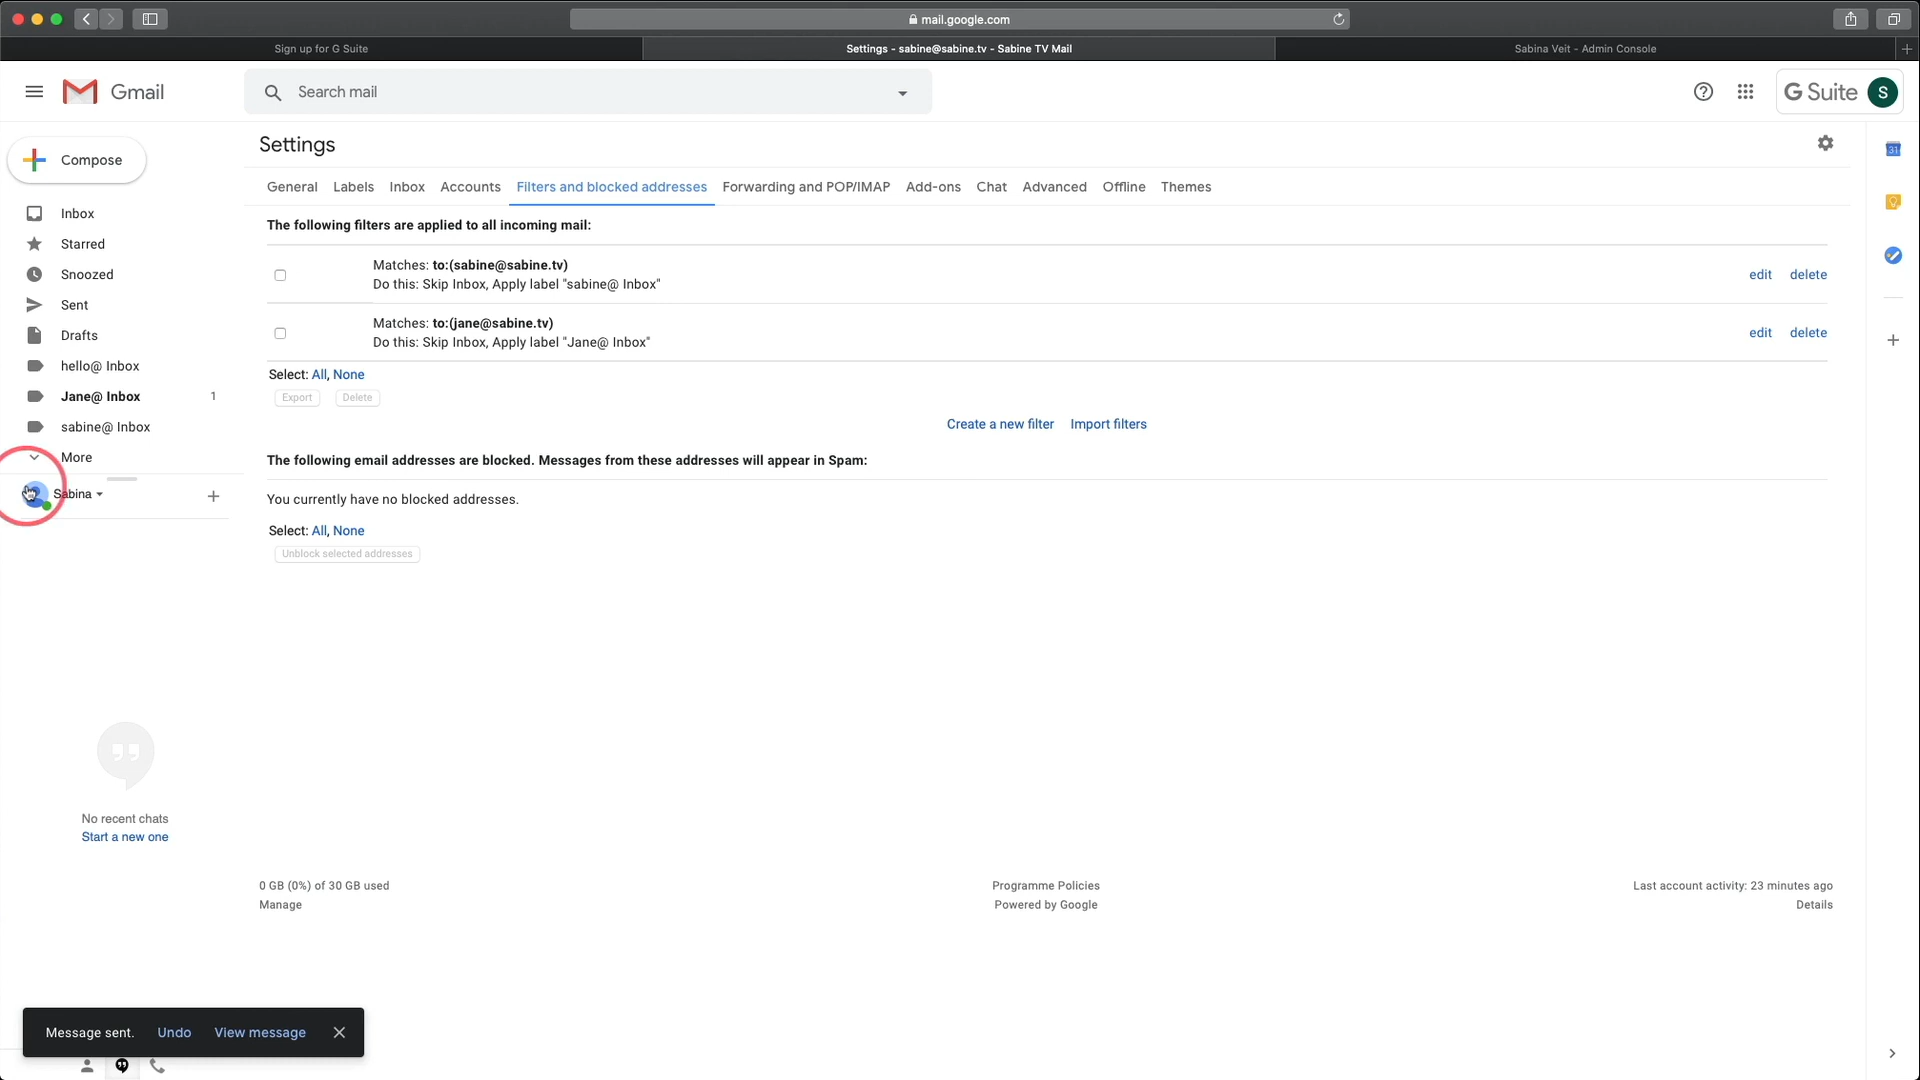 mail.google.com
Sign up for G Suite
Settings - sabine@sabine.tv - Sabine TV Mail
Sabina Veit - Admin Console
Gmail
Search mail
G Suite
S
Compose
Settings
General Labels Inbox Accounts Filters and blocked addresses Forwarding and POP/IMAP Add-ons Chat Advanced Offline Themes
31
Inbox
Starred
Snoozed
Sent
Drafts
hello@ Inbox
Jane@ Inbox 1
sabine@ Inbox
More
Sabina
The following filters are applied to all incoming mail:
Matches: to:(sabine@sabine.tv)
Do this: Skip Inbox, Apply label "sabine@ Inbox"
edit delete
Matches: to:(jane@sabine.tv)
Do this: Skip Inbox, Apply label "Jane@ Inbox"
edit delete
Select: All, None
Export Delete
Create a new filter Import filters
The following email addresses are blocked. Messages from these addresses will appear in Spam:
You currently have no blocked addresses.
Select: All, None
Unblock selected addresses
No recent chats
Start a new one
0 GB (0%) of 30 GB used
Manage
Programme Policies
Powered by Google
Last account activity: 23 minutes ago
Details
Message sent. Undo View message